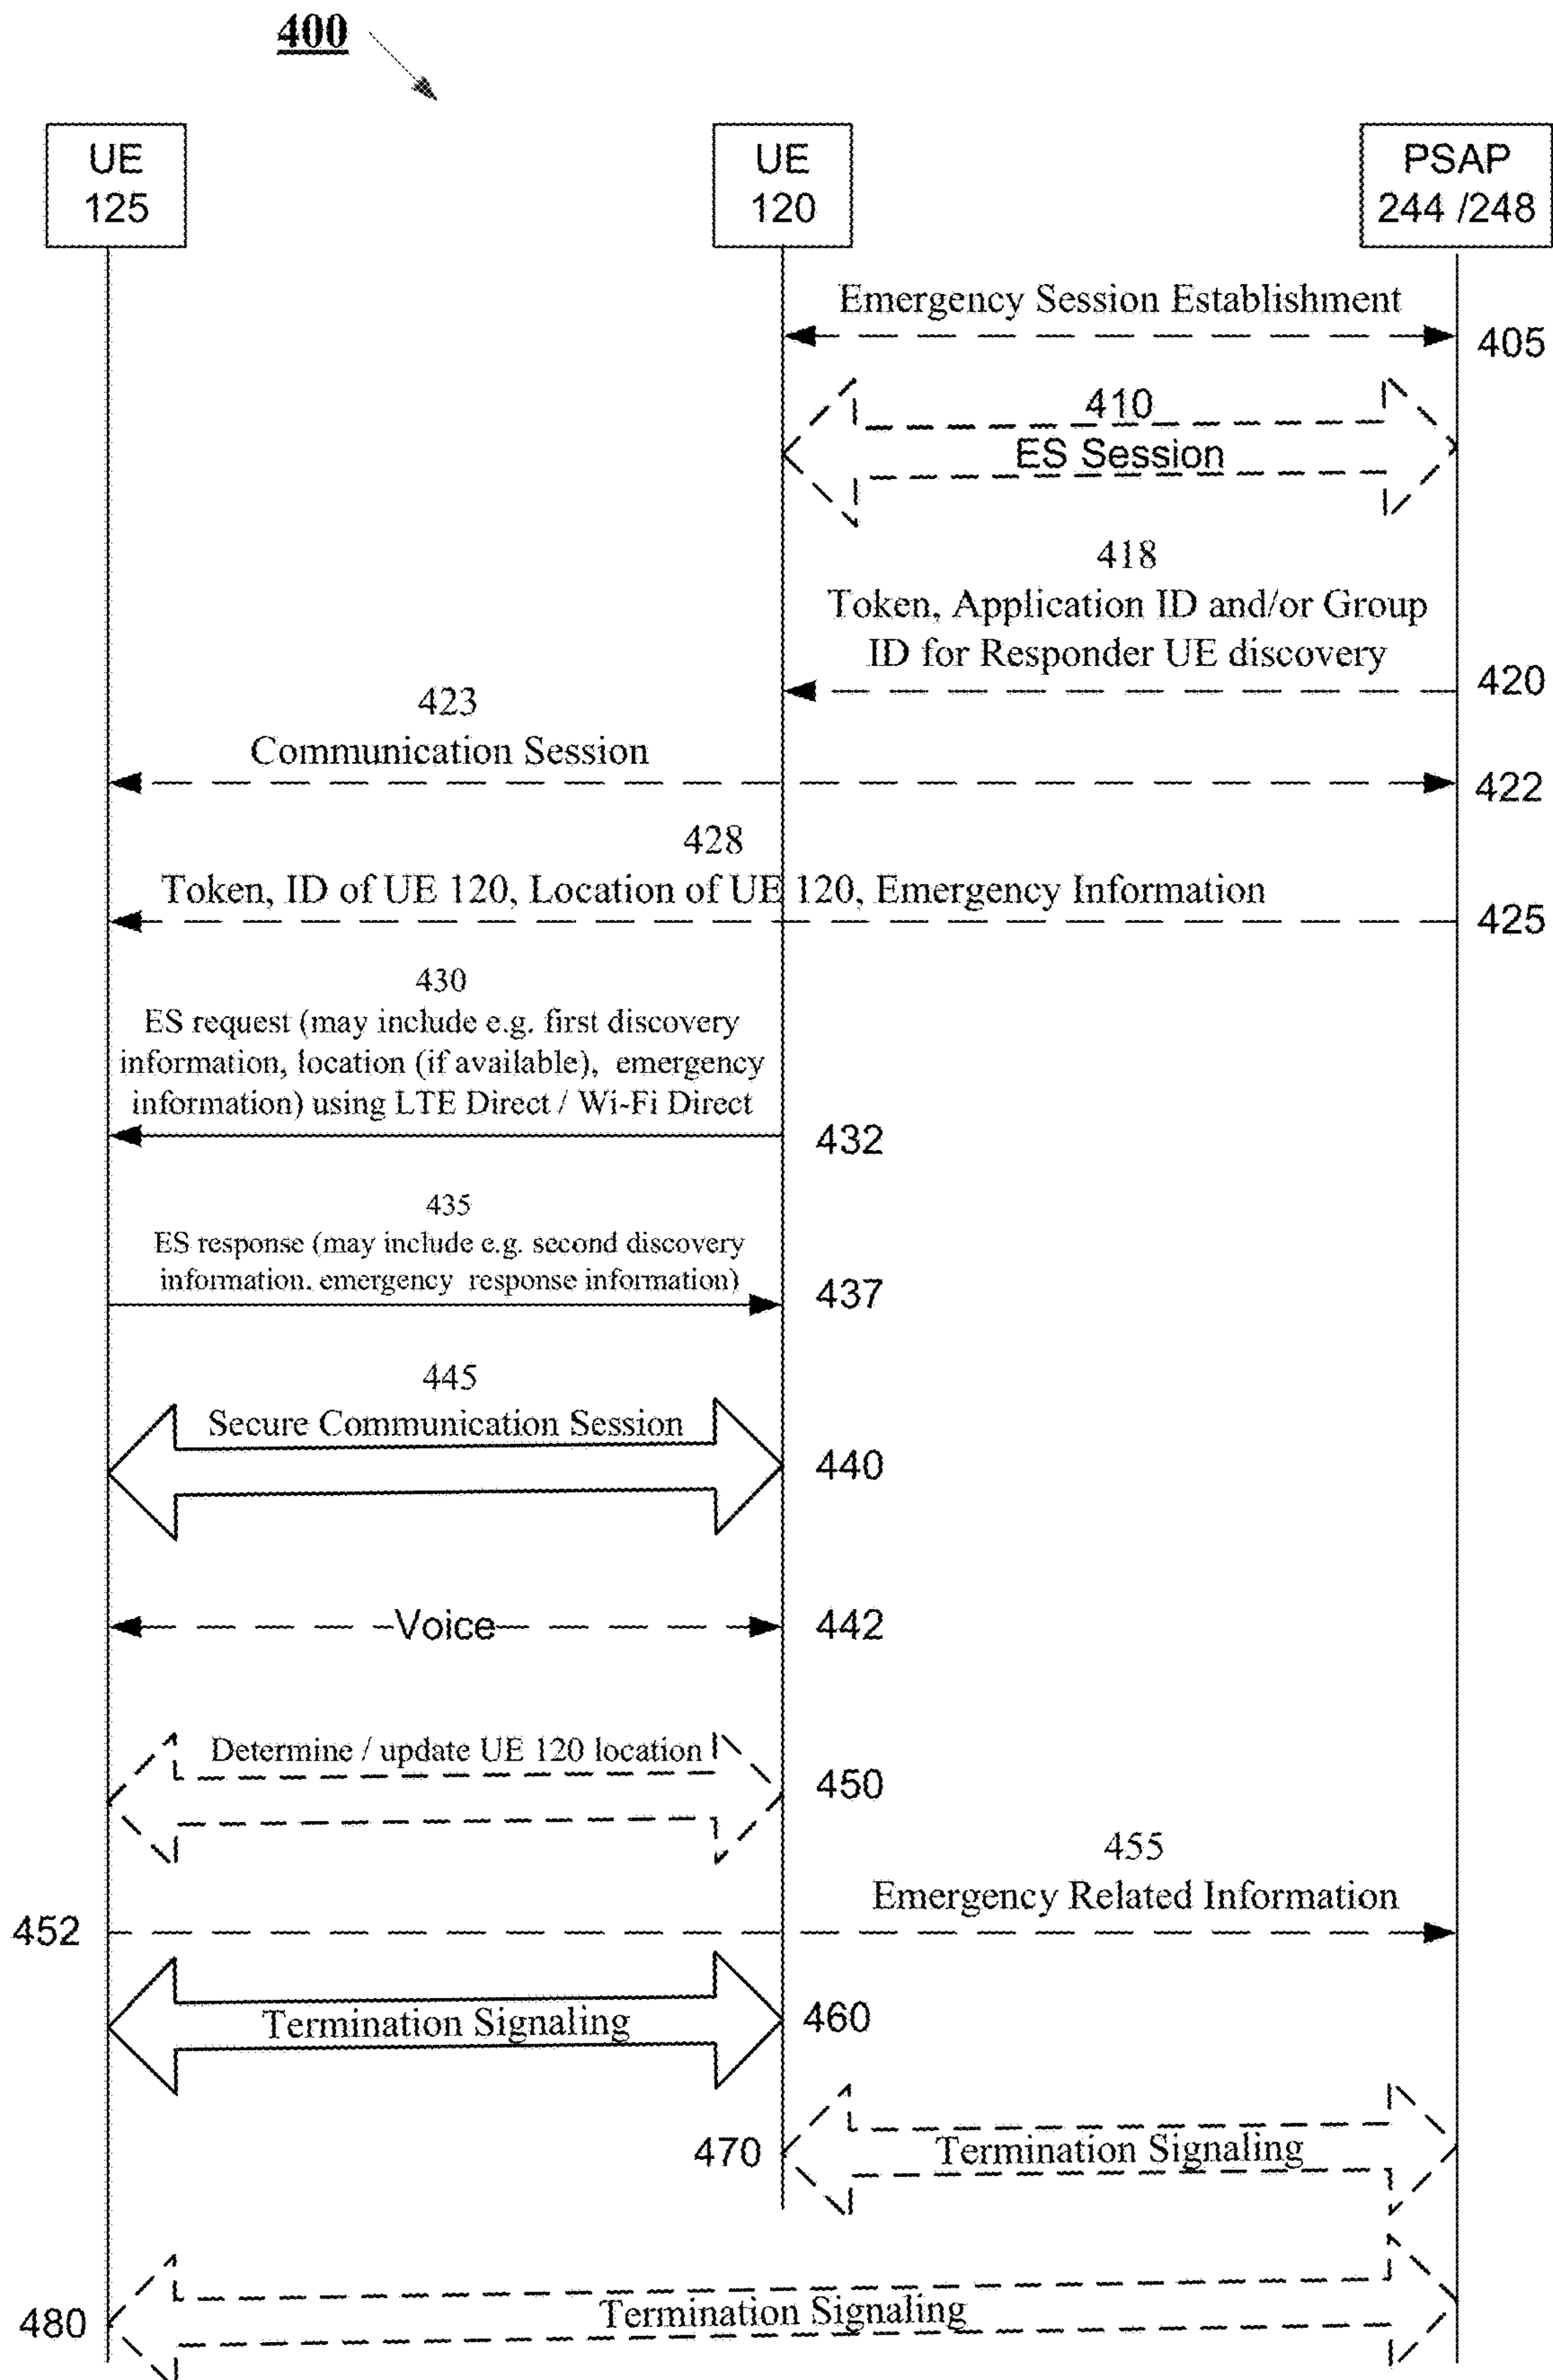 400
UE
125
UE
120
PSAP
244 /248
Emergency Session Establishment
405
410
ES Session
418
Token, Application ID and/or Group
ID for Responder UE discovery
420
423
Communication Session
422
428
Token, ID of UE 120, Location of UE 120, Emergency Information
425
430
ES request (may include e.g. first discovery
information, location (if available), emergency
information) using LTE Direct / Wi-Fi Direct
432
435
ES response (may include e.g. second discovery
information, emergency response information)
437
445
Secure Communication Session
440
Voice
442
Determine / update UE 120 location
450
455
Emergency Related Information
452
Termination Signaling
460
470
Termination Signaling
480
Termination Signaling